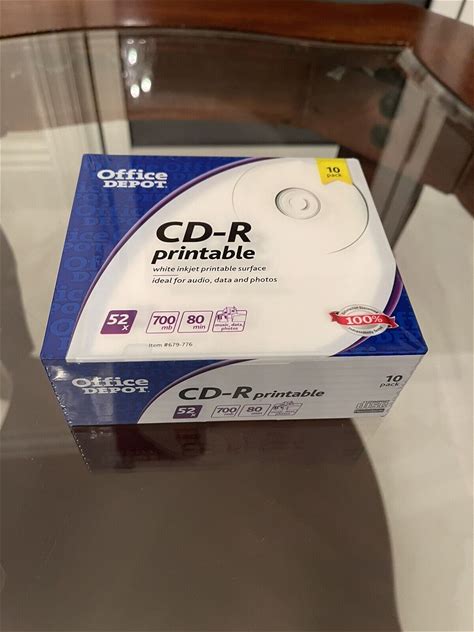 Office
DEPOT
10
pack
CD-R
printable
white inkjet printable surface
ideal for audio, data and photos
52x
700
mb
80
min
music, data,
photos
100%
Item #679-776
Office
DEPOT
CD-R printable
10
pack
52x
700
80